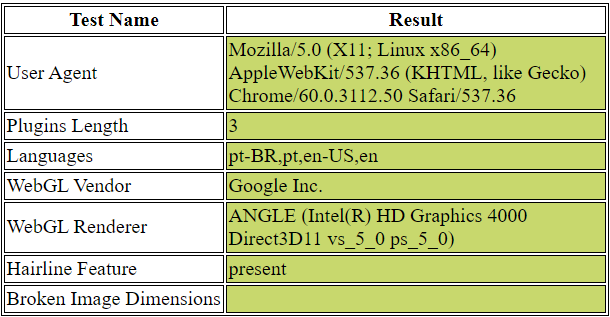 Test Name Result
User Agent Mozilla/5.0 (X11; Linux x86_64)
AppleWebKit/537.36 (KHTML, like Gecko)
Chrome/60.0.3112.50 Safari/537.36
Plugins Length 3
Languages pt-BR,pt,en-US,en
WebGL Vendor Google Inc.
WebGL Renderer ANGLE (Intel(R) HD Graphics 4000
Direct3D11 vs_5_0 ps_5_0)
Hairline Feature present
Broken Image Dimensions